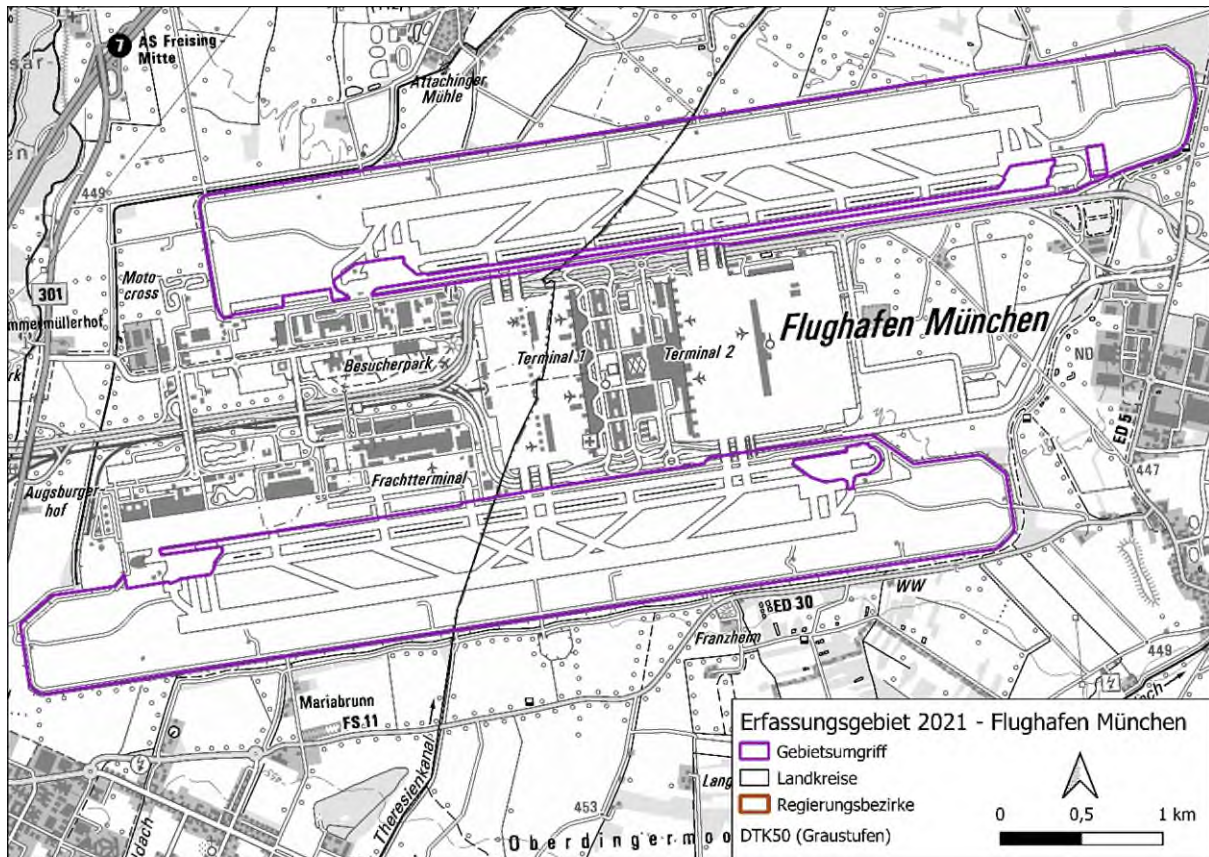 7
AS Freising-
Mitte
Attachinger
Mühle
449
Moto-
cross
301
mmermüllerhof
Besucherpark
Terminal 1
Terminal 2
Flughafen München
ND
ED 5
447
Augsburger
hof
Frachtterminal
WW
ED 30
Franzheim
449
Mariabrunn
FS 11
Theresienkanal
453
Lang
Oberdingermoo
dach
Erfassungsgebiet 2021 - Flughafen München
Gebietsumgriff
Landkreise
Regierungsbezirke
DTK50 (Graustufen)
0 0,5 1 km